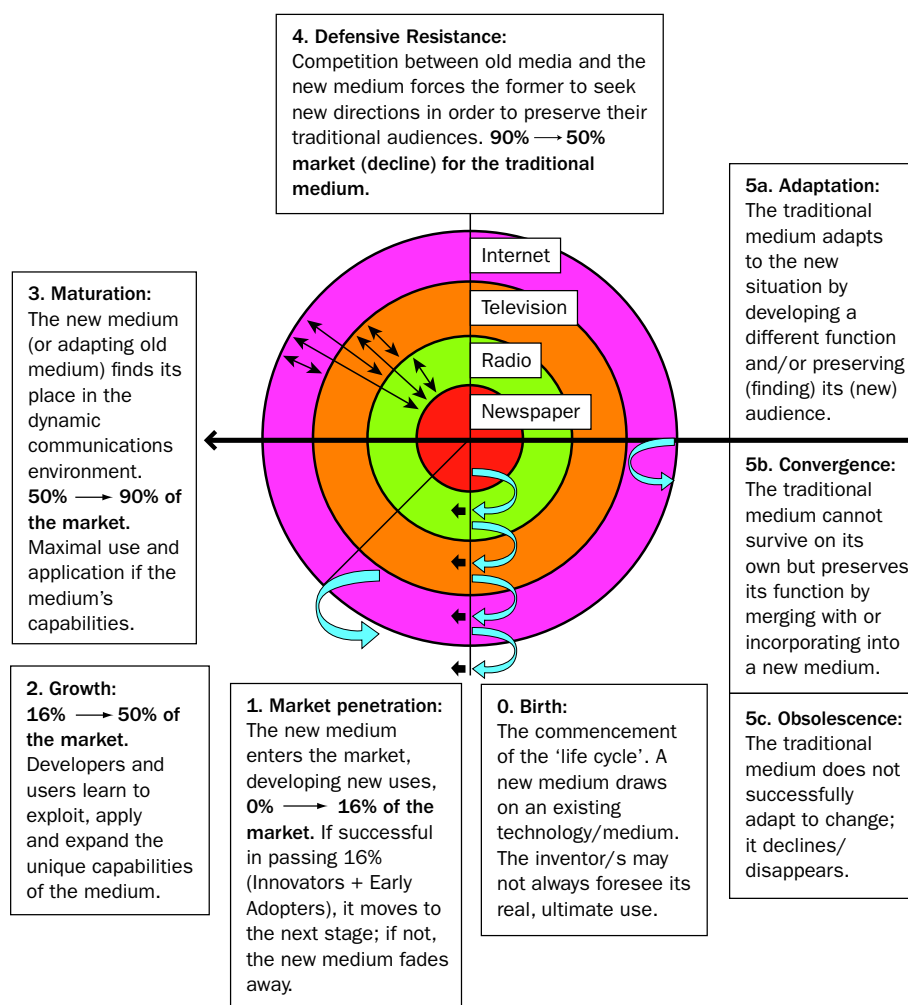 4. Defensive Resistance:
Competition between old media and the
new medium forces the former to seek
new directions in order to preserve their
traditional audiences. 90% ⟶ 50%
market (decline) for the traditional
medium.
Internet
Television
Radio
Newspaper
3. Maturation:
The new medium
(or adapting old
medium) finds its
place in the
dynamic
communications
environment.
50% ⟶ 90% of
the market.
Maximal use and
application if the
medium’s
capabilities.
5a. Adaptation:
The traditional
medium adapts
to the new
situation by
developing a
different function
and/or preserving
(finding) its (new)
audience.
5b. Convergence:
The traditional
medium cannot
survive on its
own but preserves
its function by
merging with or
incorporating into
a new medium.
2. Growth:
16% ⟶ 50% of
the market.
Developers and
users learn to
exploit, apply
and expand the
unique capabilities
of the medium.
1. Market penetration:
The new medium
enters the market,
developing new uses,
0% ⟶ 16% of the
market. If successful
in passing 16%
(Innovators + Early
Adopters), it moves to
the next stage; if not,
the new medium fades
away.
0. Birth:
The commencement
of the ‘life cycle’. A
new medium draws
on an existing
technology/medium.
The inventor/s may
not always foresee its
real, ultimate use.
5c. Obsolescence:
The traditional
medium does not
successfully
adapt to change;
it declines/
disappears.